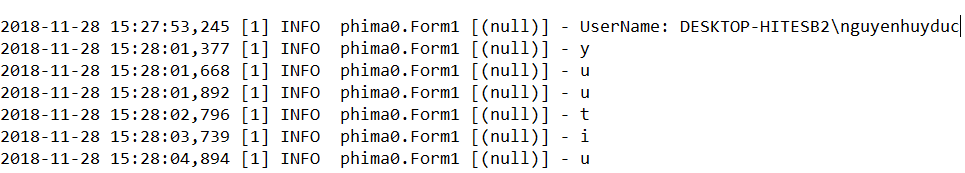 2018-11-28 15:27:53,245 [1] INFO  phima0.Form1 [(null)] - UserName: DESKTOP-HITESB2\nguyenhuyduc
2018-11-28 15:28:01,377 [1] INFO  phima0.Form1 [(null)] - y
2018-11-28 15:28:01,668 [1] INFO  phima0.Form1 [(null)] - u
2018-11-28 15:28:01,892 [1] INFO  phima0.Form1 [(null)] - u
2018-11-28 15:28:02,796 [1] INFO  phima0.Form1 [(null)] - t
2018-11-28 15:28:03,739 [1] INFO  phima0.Form1 [(null)] - i
2018-11-28 15:28:04,894 [1] INFO  phima0.Form1 [(null)] - u